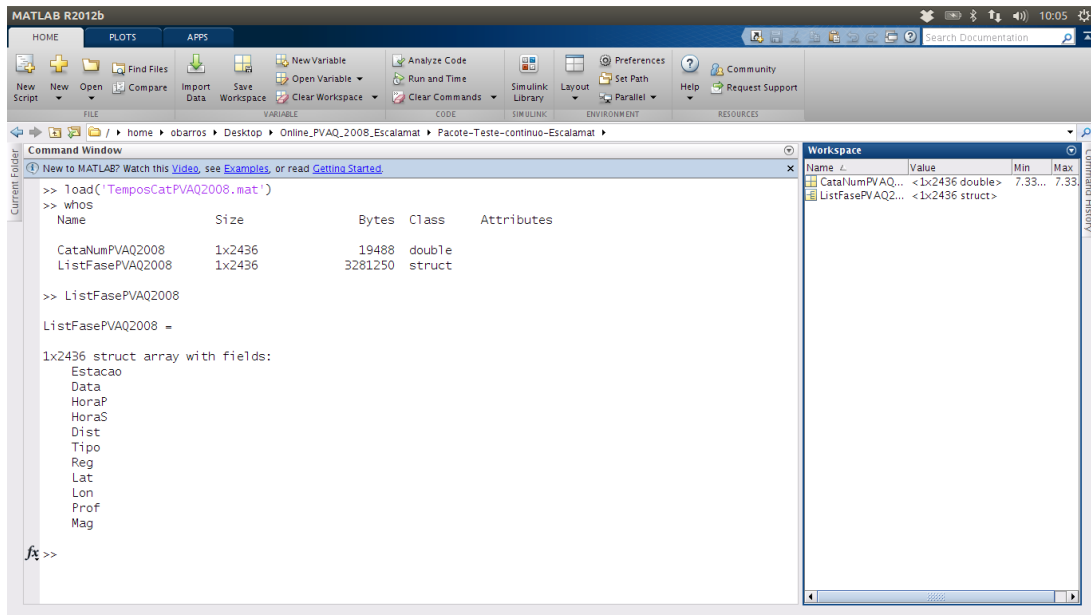 MATLAB R2012b
10:05
HOME PLOTS APPS
Search Documentation
New Script
New
Open
Find Files
Compare
Import Data
Save Workspace
New Variable
Open Variable
Clear Workspace
Analyze Code
Run and Time
Clear Commands
Simulink Library
Layout
Preferences
Set Path
Parallel
Help
Community
Request Support
FILE VARIABLE CODE SIMULINK ENVIRONMENT RESOURCES
/ home obarros Desktop Online_PVAQ_2008_Escalamat Pacote-Teste-continuo-Escalamat
Current Folder
Command Window
New to MATLAB? Watch this Video, see Examples, or read Getting Started.
>> load('TemposCatPVAQ2008.mat')
>> whos
Name Size Bytes Class Attributes
CataNumPVAQ2008 1x2436 19488 double
ListFasePVAQ2008 1x2436 3281250 struct
>> ListFasePVAQ2008
ListFasePVAQ2008 =
1x2436 struct array with fields:
Estacao
Data
HoraP
HoraS
Dist
Tipo
Reg
Lat
Lon
Prof
Mag
fx >>
Workspace
Name Value Min Max
CataNumPVAQ... <1x2436 double> 7.33... 7.33
ListFasePVAQ2... <1x2436 struct>
Command History